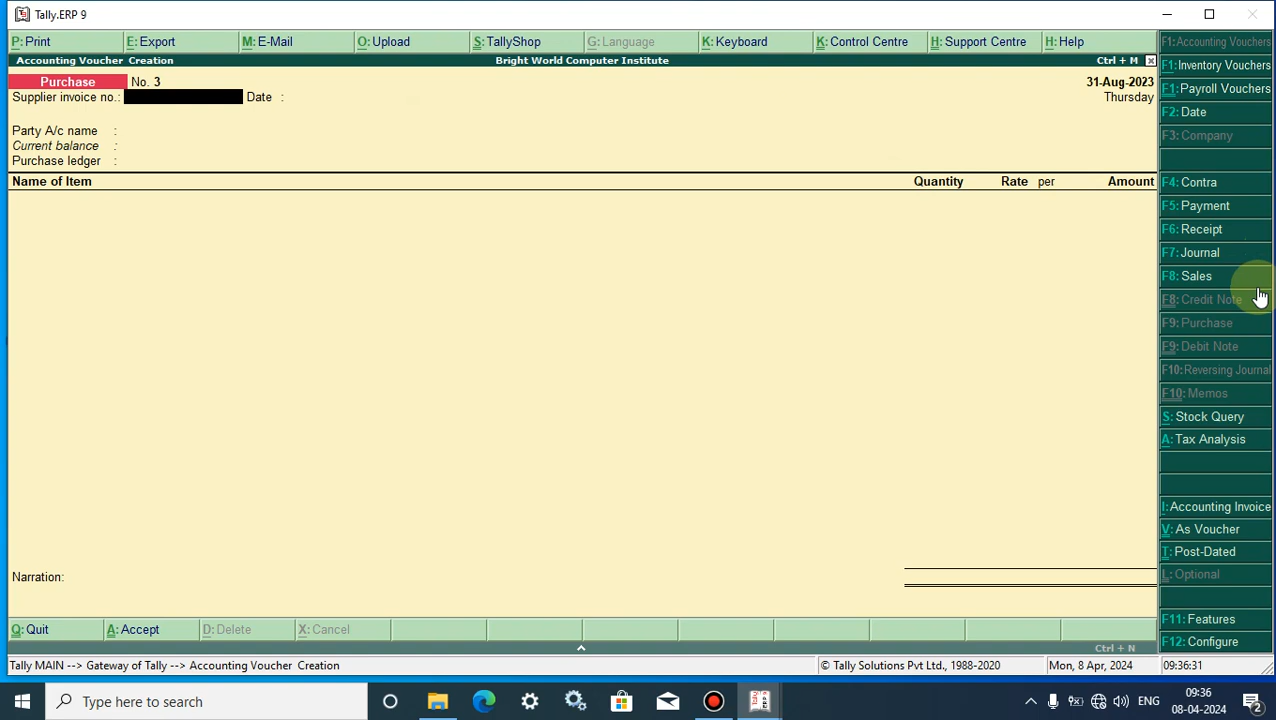 Tally.ERP 9
P: Print E: Export M: E-Mail O: Upload S: TallyShop G: Language K: Keyboard K: Control Centre H: Support Centre H: Help
Accounting Voucher Creation Bright World Computer Institute Ctrl + M
Purchase No. 3 31-Aug-2023
Supplier invoice no.: Date : Thursday
Party A/c name :
Current balance :
Purchase ledger :
Name of Item Quantity Rate per Amount
Narration:
F1: Accounting Vouchers
F1: Inventory Vouchers
F1: Payroll Vouchers
F2: Date
F3: Company
F4: Contra
F5: Payment
F6: Receipt
F7: Journal
F8: Sales
F8: Credit Note
F9: Purchase
F9: Debit Note
F10: Reversing Journal
F10: Memos
S: Stock Query
A: Tax Analysis
I: Accounting Invoice
V: As Voucher
T: Post-Dated
L: Optional
F11: Features
F12: Configure
Q: Quit A: Accept D: Delete X: Cancel
Ctrl + N
Tally MAIN --> Gateway of Tally --> Accounting Voucher Creation © Tally Solutions Pvt Ltd., 1988-2020 Mon, 8 Apr, 2024 09:36:31
Type here to search ENG 09:36
08-04-2024 2